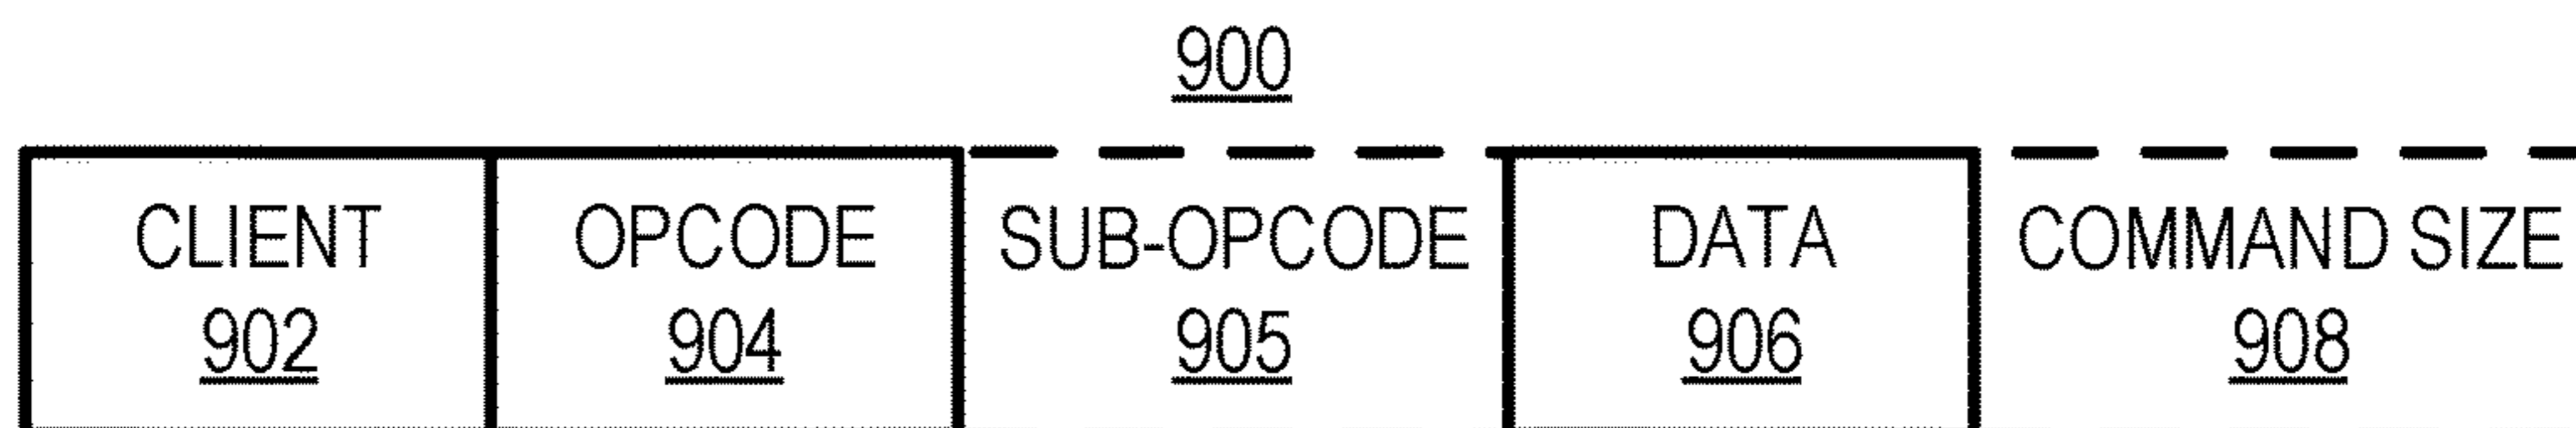 900
CLIENT OPCODE SUB-OPCODE DATA COMMAND SIZE
902 904 905 906 908